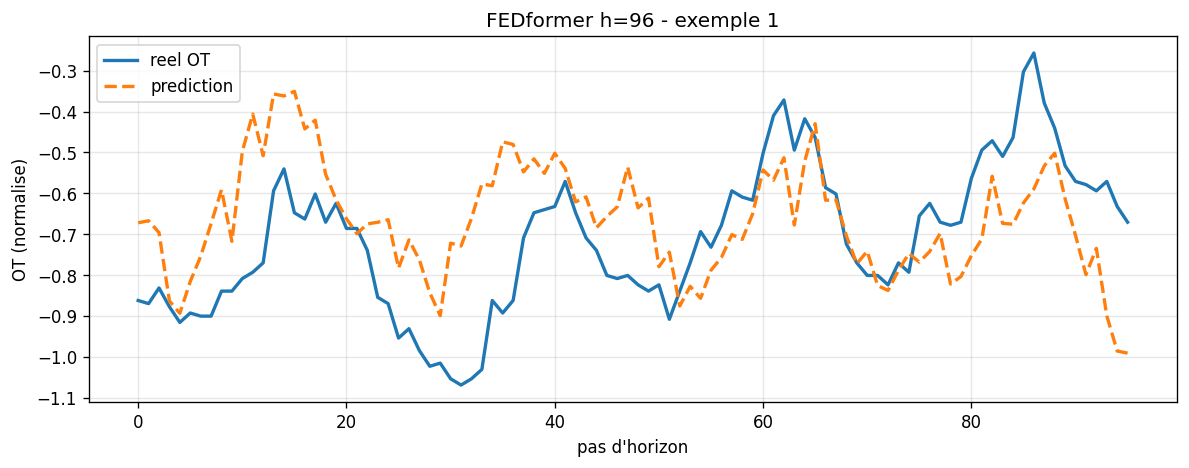 FEDformer h=96 - exemple 1
reel OT
prediction
OT (normalise)
−0.3
−0.4
−0.5
−0.6
−0.7
−0.8
−0.9
−1.0
−1.1
0 20 40 60 80
pas d'horizon